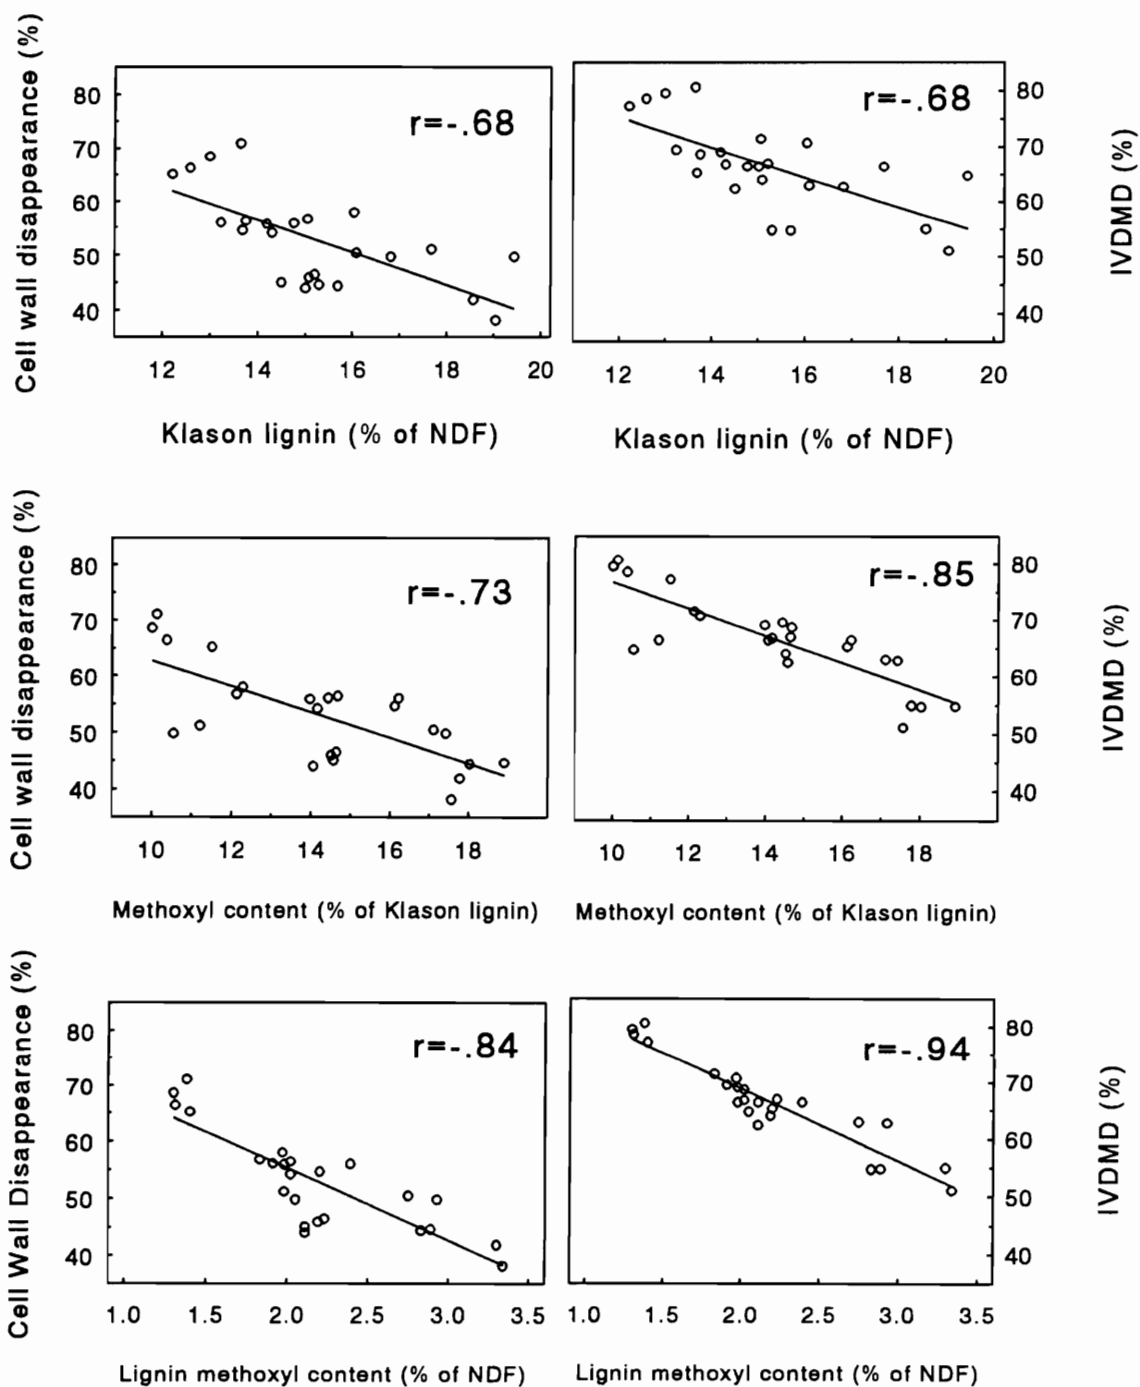 Cell wall disappearance (%)
80
70
60
50
40
r=-.68
12 14 16 18 20
Klason lignin (% of NDF)
r=-.68
80
70
60
50
40
IVDMD (%)
12 14 16 18 20
Klason lignin (% of NDF)
Cell wall disappearance (%)
80
70
60
50
40
r=-.73
10 12 14 16 18
Methoxyl content (% of Klason lignin)
r=-.85
80
70
60
50
40
IVDMD (%)
10 12 14 16 18
Methoxyl content (% of Klason lignin)
Cell Wall Disappearance (%)
80
70
60
50
40
r=-.84
1.0 1.5 2.0 2.5 3.0 3.5
Lignin methoxyl content (% of NDF)
r=-.94
80
70
60
50
40
IVDMD (%)
1.0 1.5 2.0 2.5 3.0 3.5
Lignin methoxyl content (% of NDF)